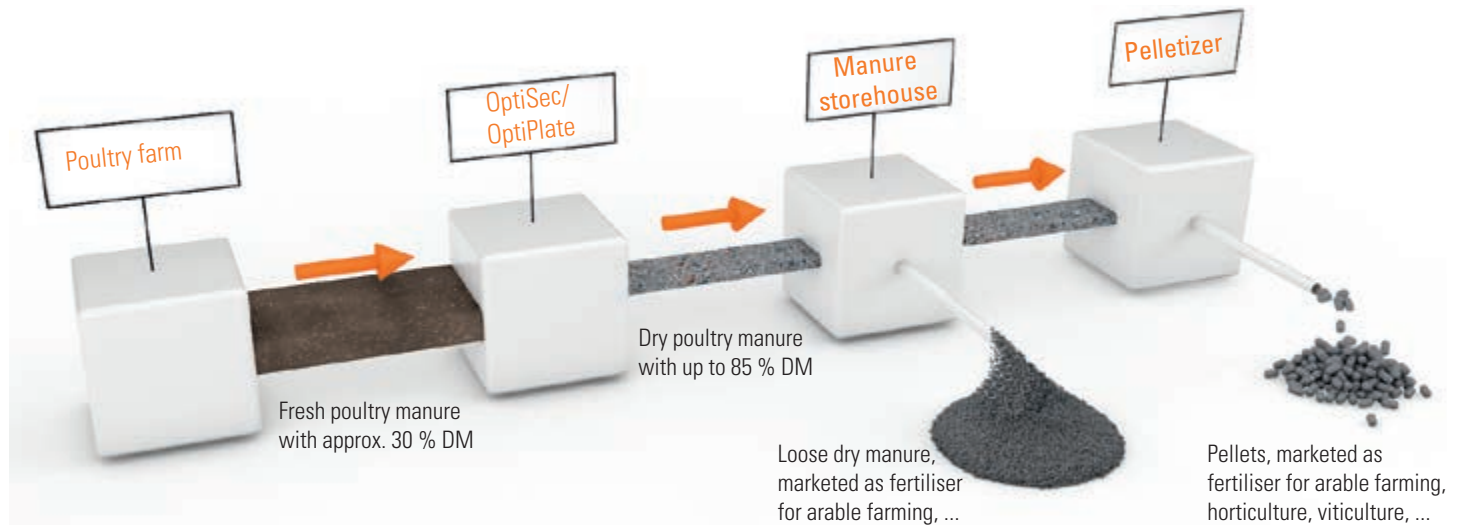 Poultry farm
OptiSec/
OptiPlate
Manure
storehouse
Pelletizer
Fresh poultry manure
with approx. 30 % DM
Dry poultry manure
with up to 85 % DM
Loose dry manure,
marketed as fertiliser
for arable farming, ...
Pellets, marketed as
fertiliser for arable farming,
horticulture, viticulture, ...